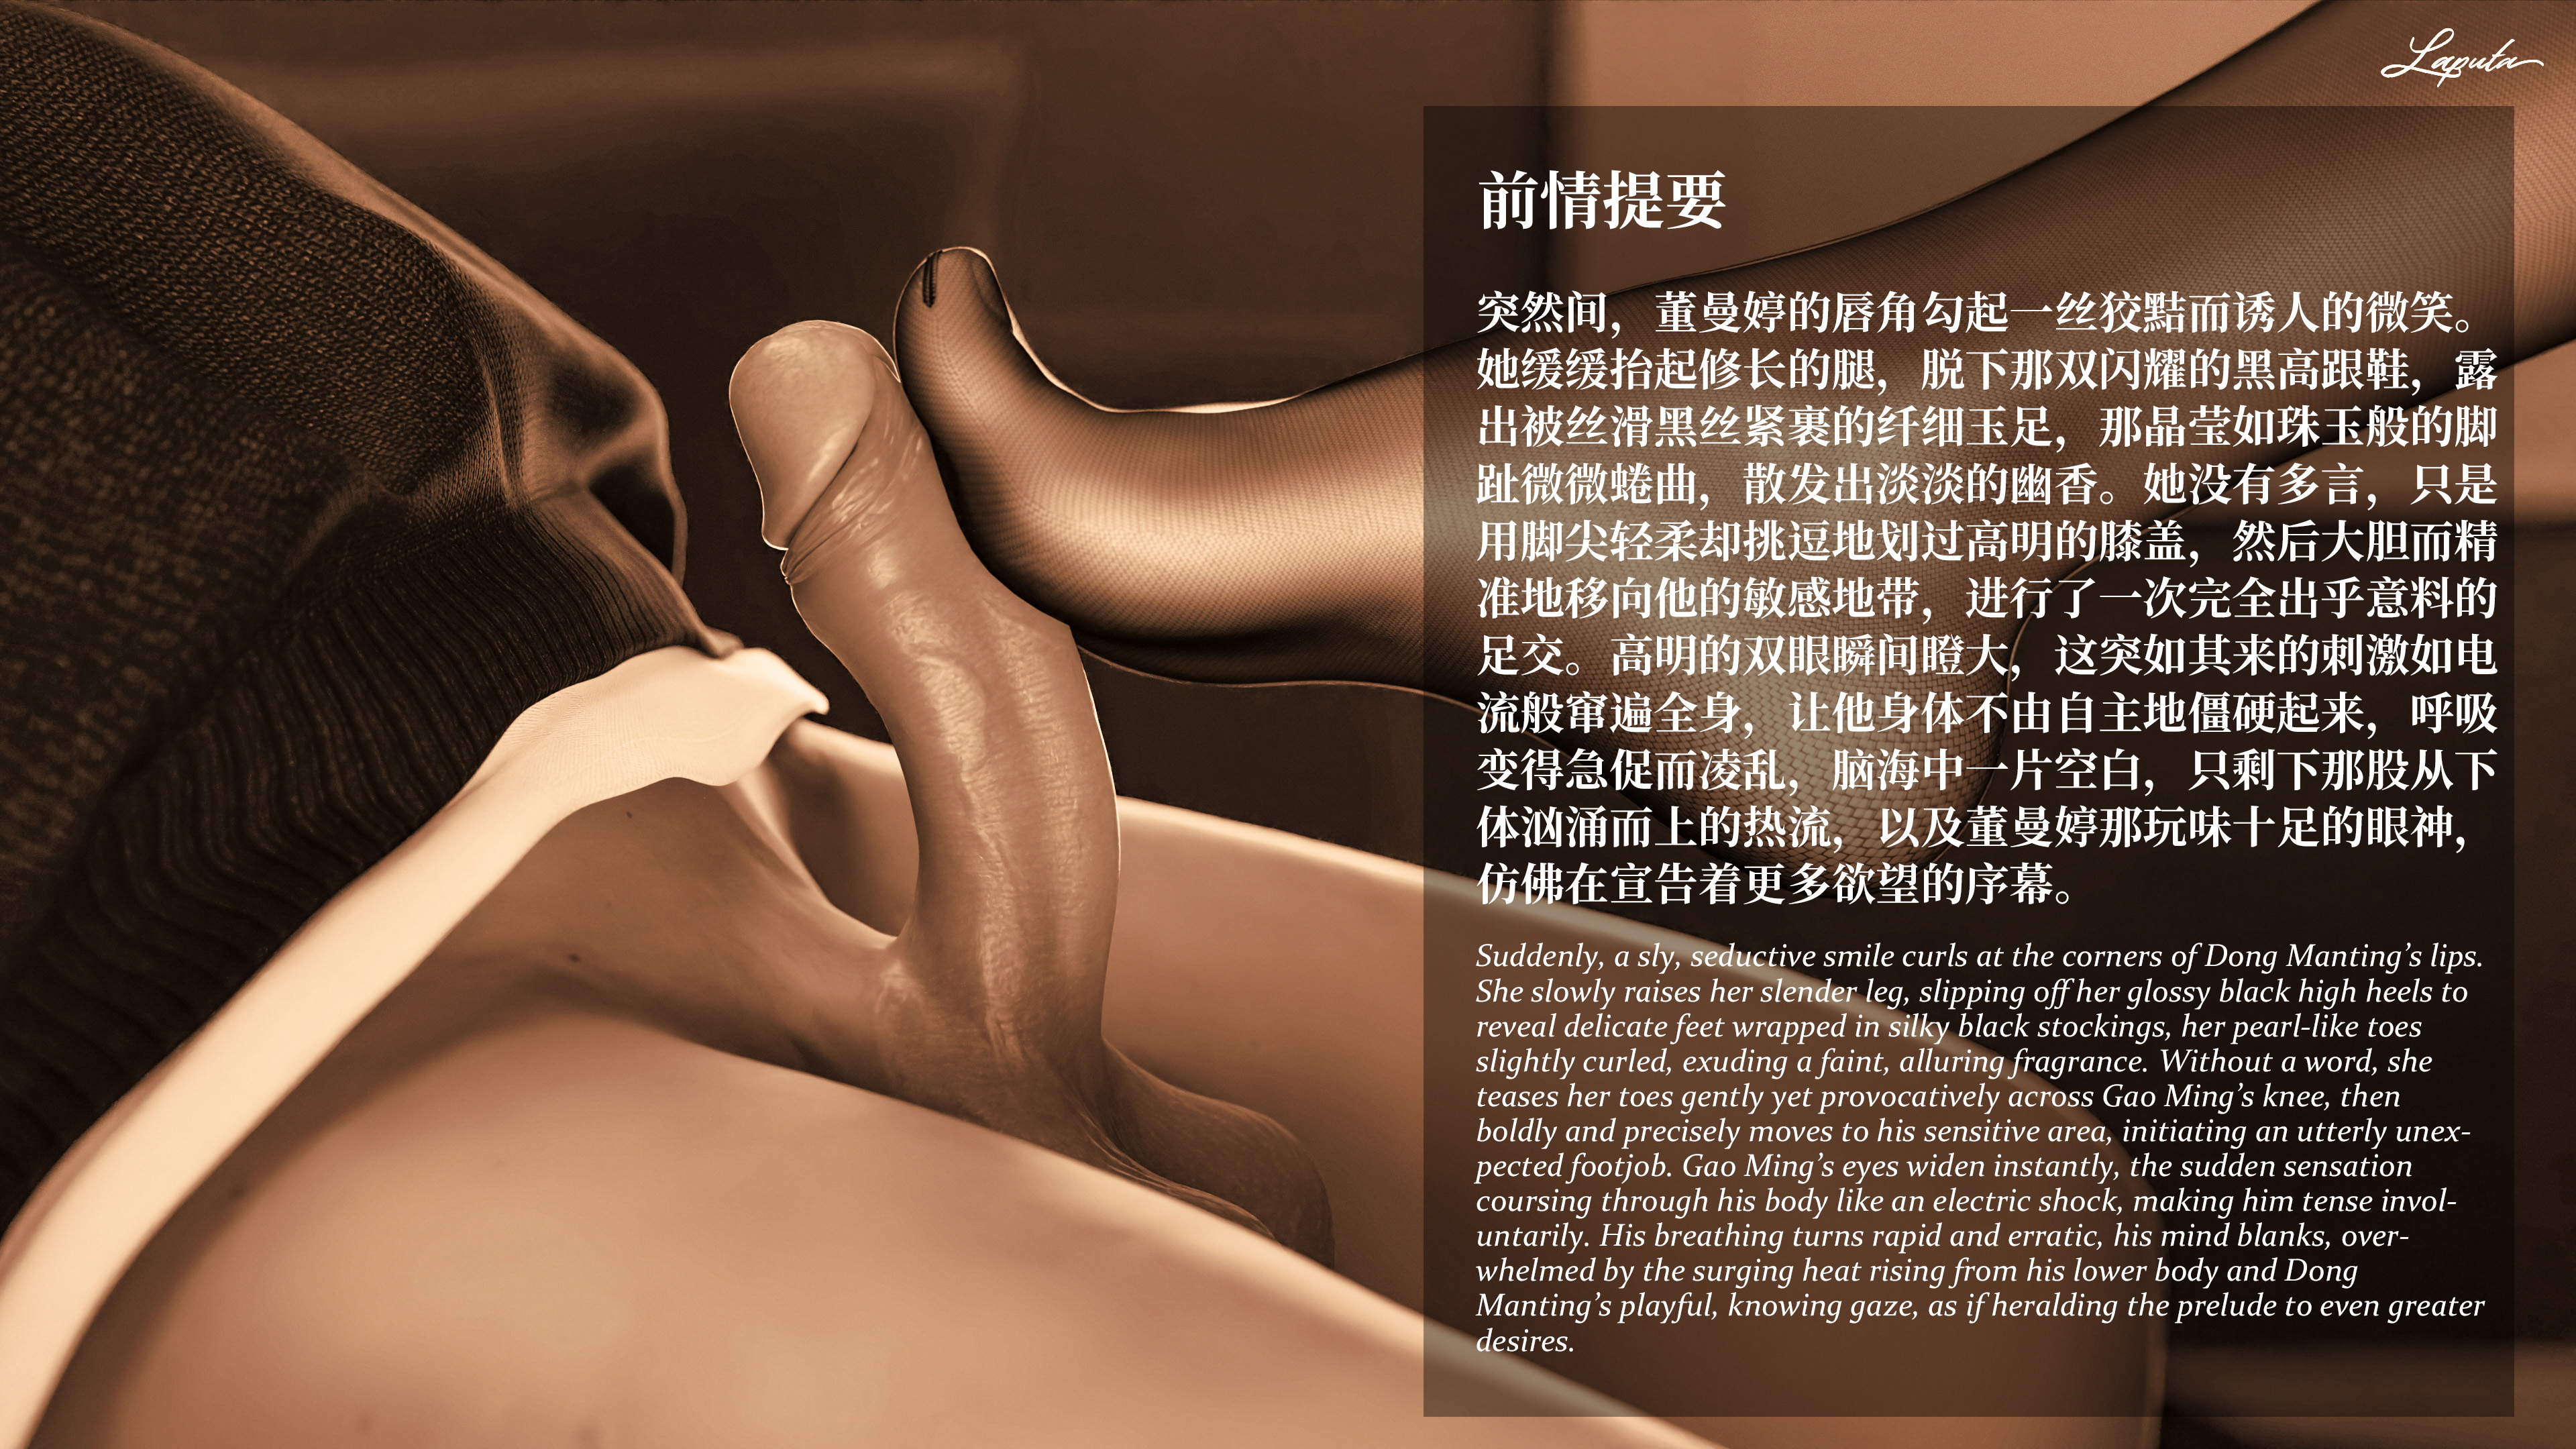 Laputa
前情提要
突然间，董曼婷的唇角勾起一丝狡黠而诱人的微笑。
她缓缓抬起修长的腿，脱下那双闪耀的黑高跟鞋，露
出被丝滑黑丝紧裹的纤细玉足，那晶莹如珠玉般的脚
趾微微蜷曲，散发出淡淡的幽香。她没有多言，只是
用脚尖轻柔却挑逗地划过高明的膝盖，然后大胆而精
准地移向他的敏感地带，进行了一次完全出乎意料的
足交。高明的双眼瞬间瞪大，这突如其来的刺激如电
流般窜遍全身，让他身体不由自主地僵硬起来，呼吸
变得急促而凌乱，脑海中一片空白，只剩下那股从下
体汹涌而上的热流，以及董曼婷那玩味十足的眼神，
仿佛在宣告着更多欲望的序幕。
Suddenly, a sly, seductive smile curls at the corners of Dong Manting’s lips.
She slowly raises her slender leg, slipping off her glossy black high heels to
reveal delicate feet wrapped in silky black stockings, her pearl-like toes
slightly curled, exuding a faint, alluring fragrance. Without a word, she
teases her toes gently yet provocatively across Gao Ming’s knee, then
boldly and precisely moves to his sensitive area, initiating an utterly unex-
pected footjob. Gao Ming’s eyes widen instantly, the sudden sensation
coursing through his body like an electric shock, making him tense invol-
untarily. His breathing turns rapid and erratic, his mind blanks, over-
whelmed by the surging heat rising from his lower body and Dong
Manting’s playful, knowing gaze, as if heralding the prelude to even greater
desires.